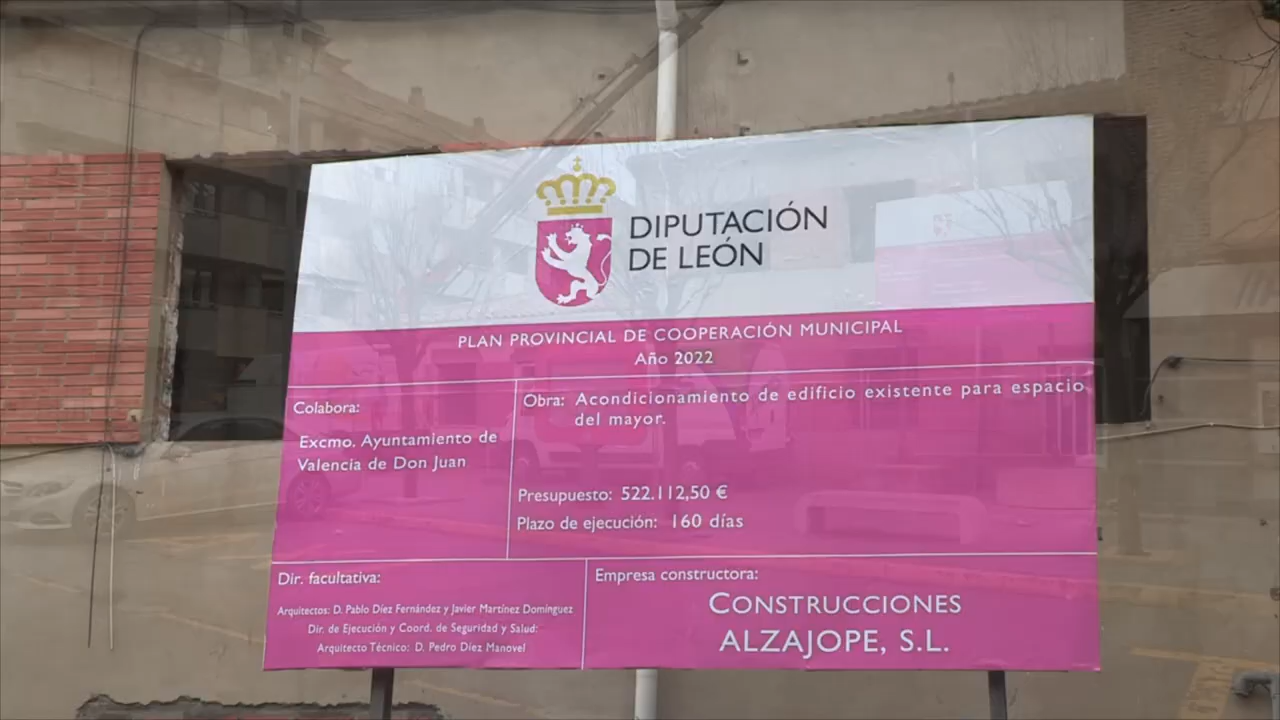 DIPUTACIÓN
DE LEÓN
PLAN PROVINCIAL DE COOPERACIÓN MUNICIPAL
Año 2022
Colabora:
Excmo. Ayuntamiento de
Valencia de Don Juan
Obra: Acondicionamiento de edificio existente para espacio
del mayor.
Presupuesto: 522.112,50 €
Plazo de ejecución: 160 días
Dir. facultativa:
Arquitectos: D. Pablo Díez Fernández y Javier Martínez Domínguez
Dir. de Ejecución y Coord. de Seguridad y Salud:
Arquitecto Técnico: D. Pedro Díez Manovel
Empresa constructora:
CONSTRUCCIONES
ALZAJOPE, S.L.